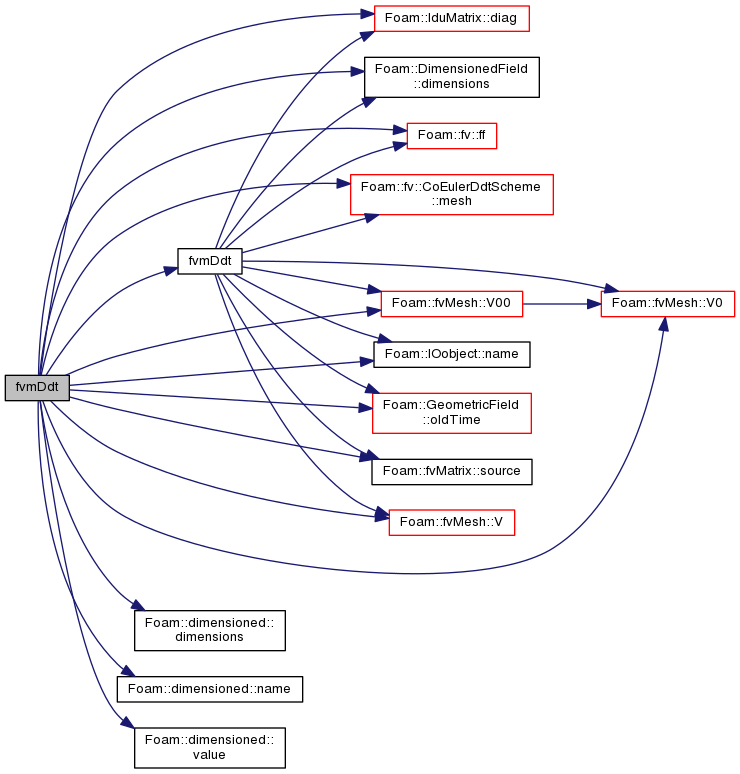 Foam::lduMatrix::diag
Foam::DimensionedField
::dimensions
Foam::fv::ff
Foam::fv::CoEulerDdtScheme
::mesh
fvmDdt
Foam::fvMesh::V00
Foam::fvMesh::V0
Foam::IOobject::name
fvmDdt
Foam::GeometricField
::oldTime
Foam::fvMatrix::source
Foam::fvMesh::V
Foam::dimensioned::
dimensions
Foam::dimensioned::name
Foam::dimensioned::
value